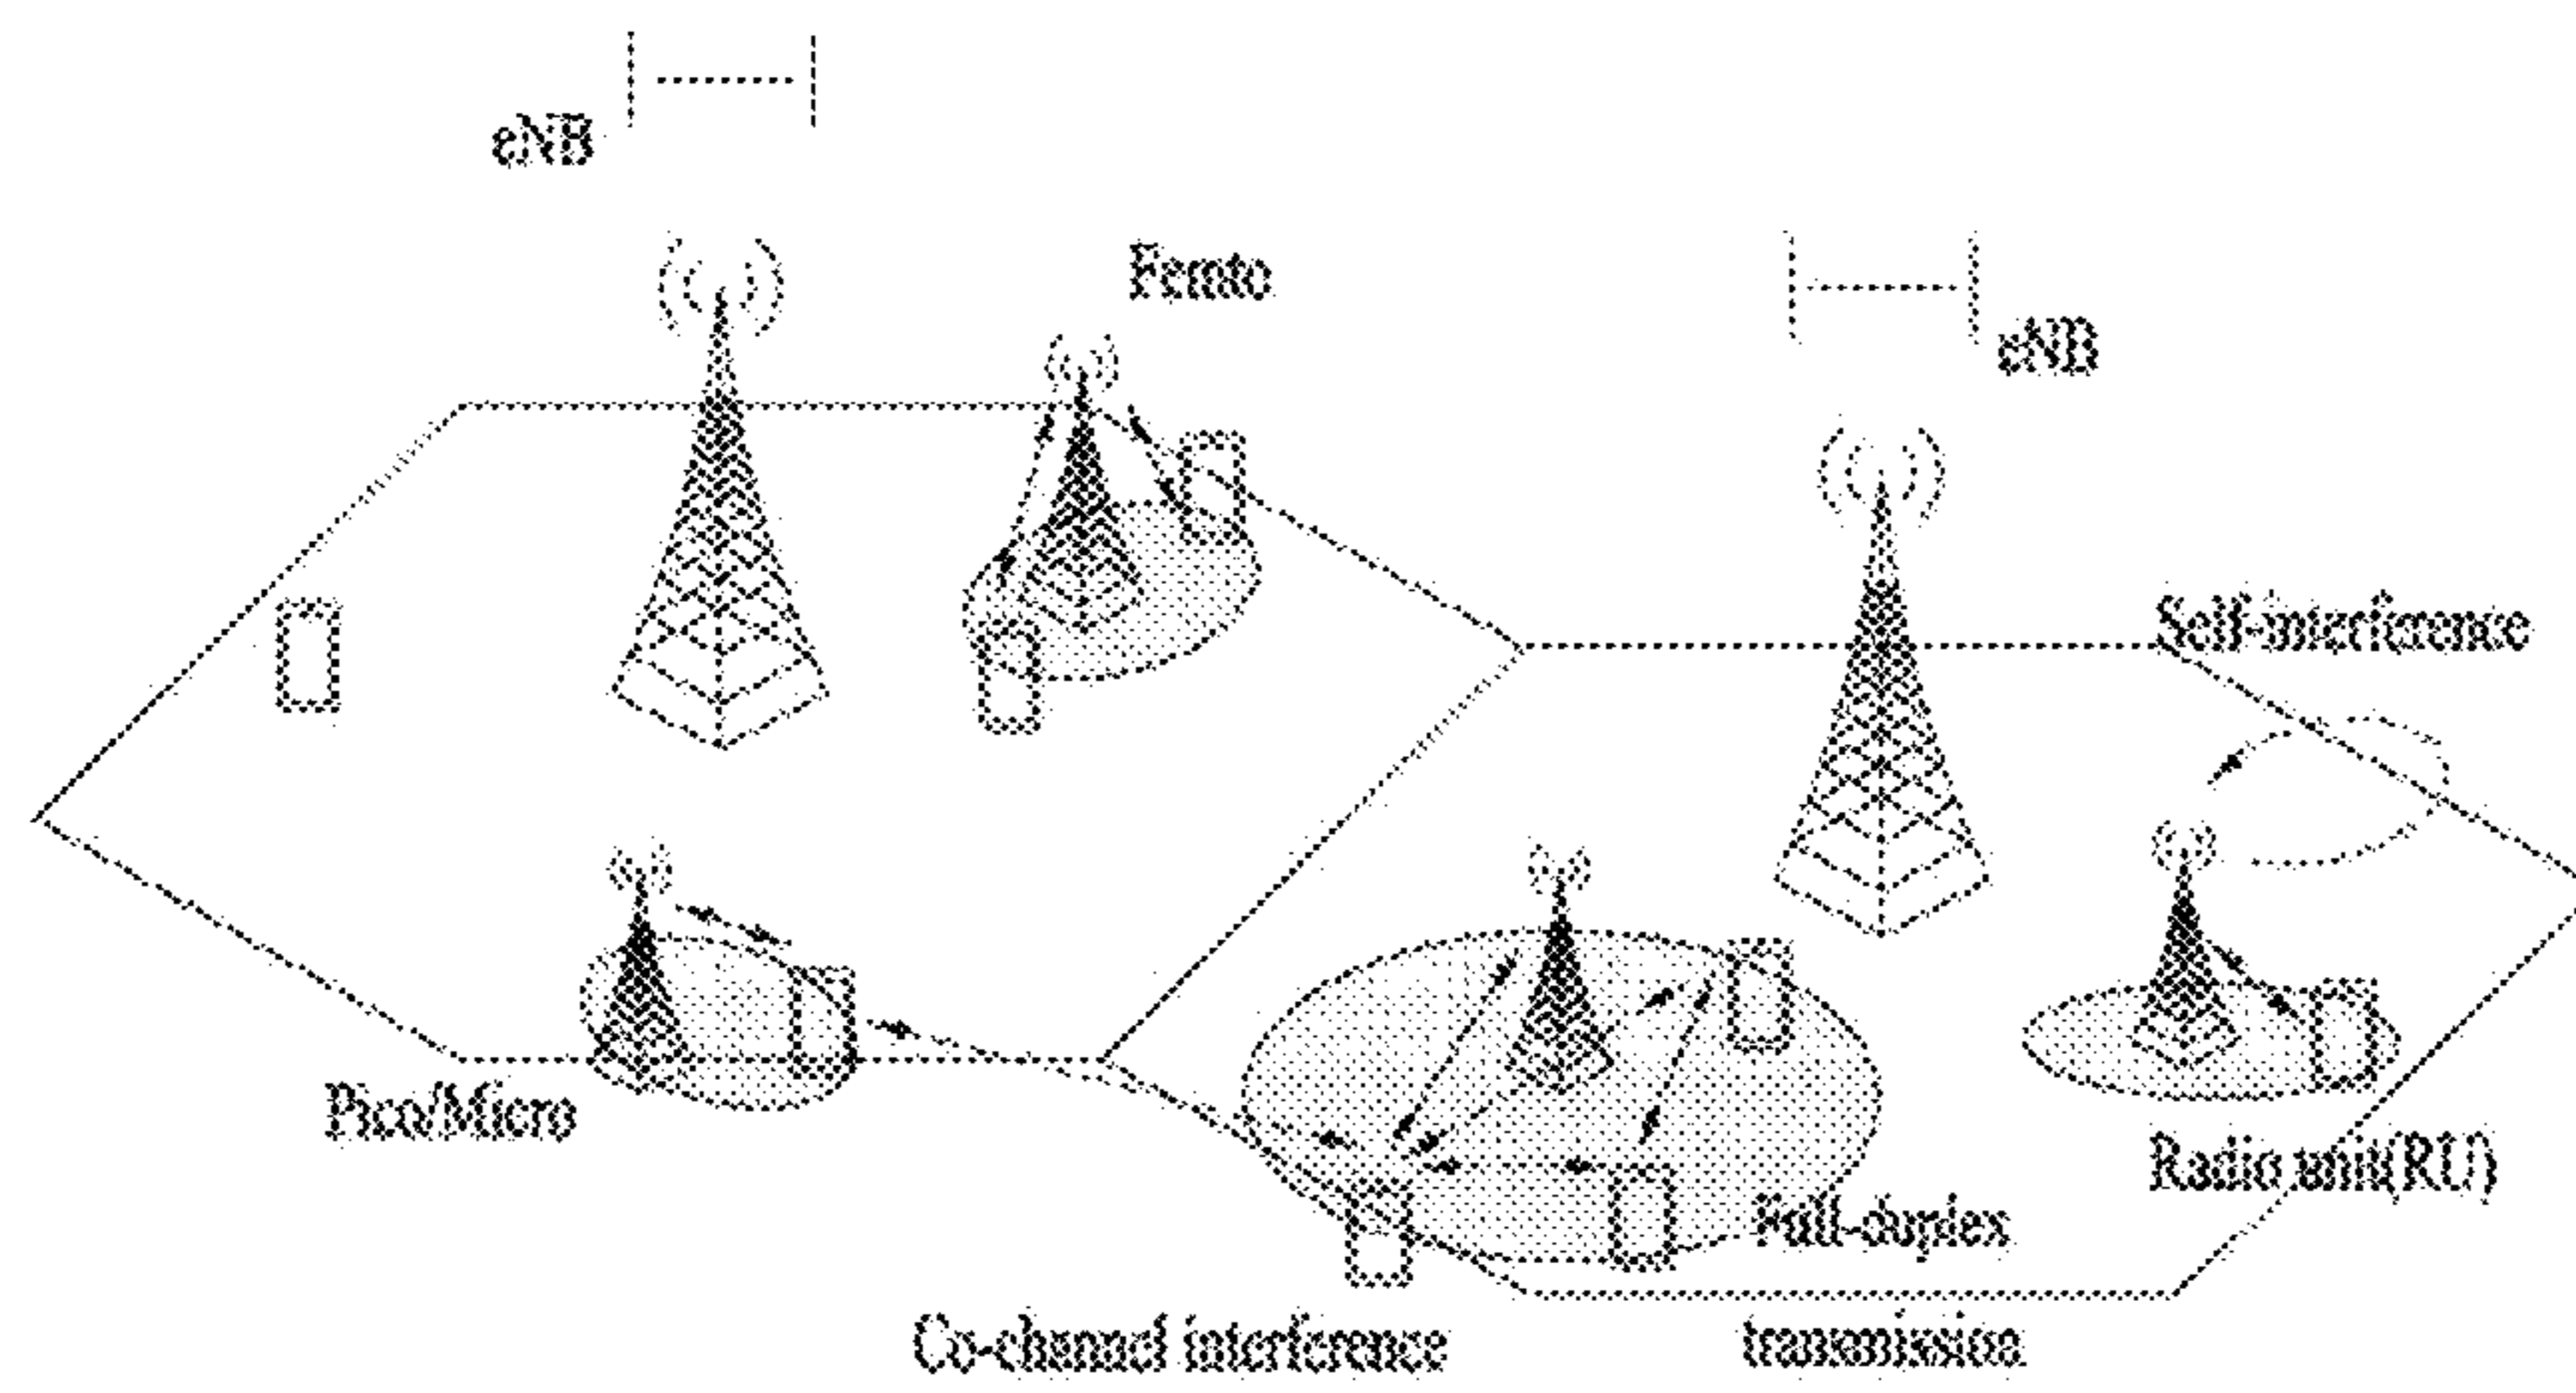 eNB
Femto
eNB
Self-interference
Pico/Micro
Radio unit(RU)
Full-duplex
transmission
Co-channel interference